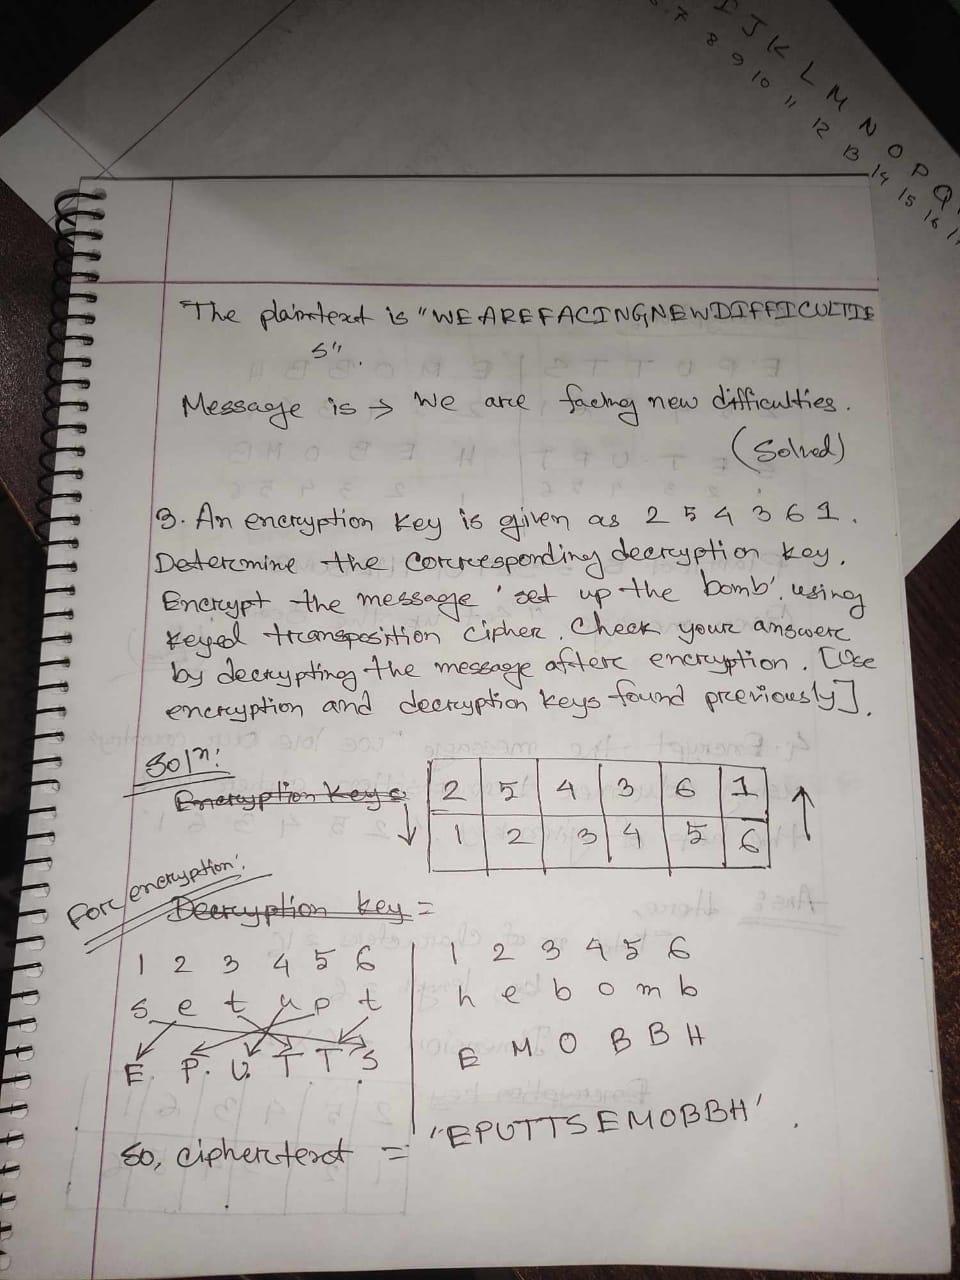 I J K L M N O P Q
7 8 9 10 11 12 13 14 15 16
The plaintext is "WEAREFACINGNEWDIFFICULTIE
S".
Message is → We are facing new difficulties.
(Solved)
3. An encryption key is given as 2 5 4 3 6 1.
Determine the corresponding decryption key.
Encrypt the message 'set up the bomb' using
keyed transposition cipher. Check your answer
by decrypting the message after encryption. [Use
encryption and decryption keys found previously].
Solⁿ:
Encryption key = 
2 5 4 3 6 1
↓ ↑
1 2 3 4 5 6
For encryption:
Decryption key =
1 2 3 4 5 6 | 1 2 3 4 5 6
s e t u p t | h e b o m b
E. P. U. T T S | E M O B B H
So, ciphertext = "EPUTTSEMOBBH'.